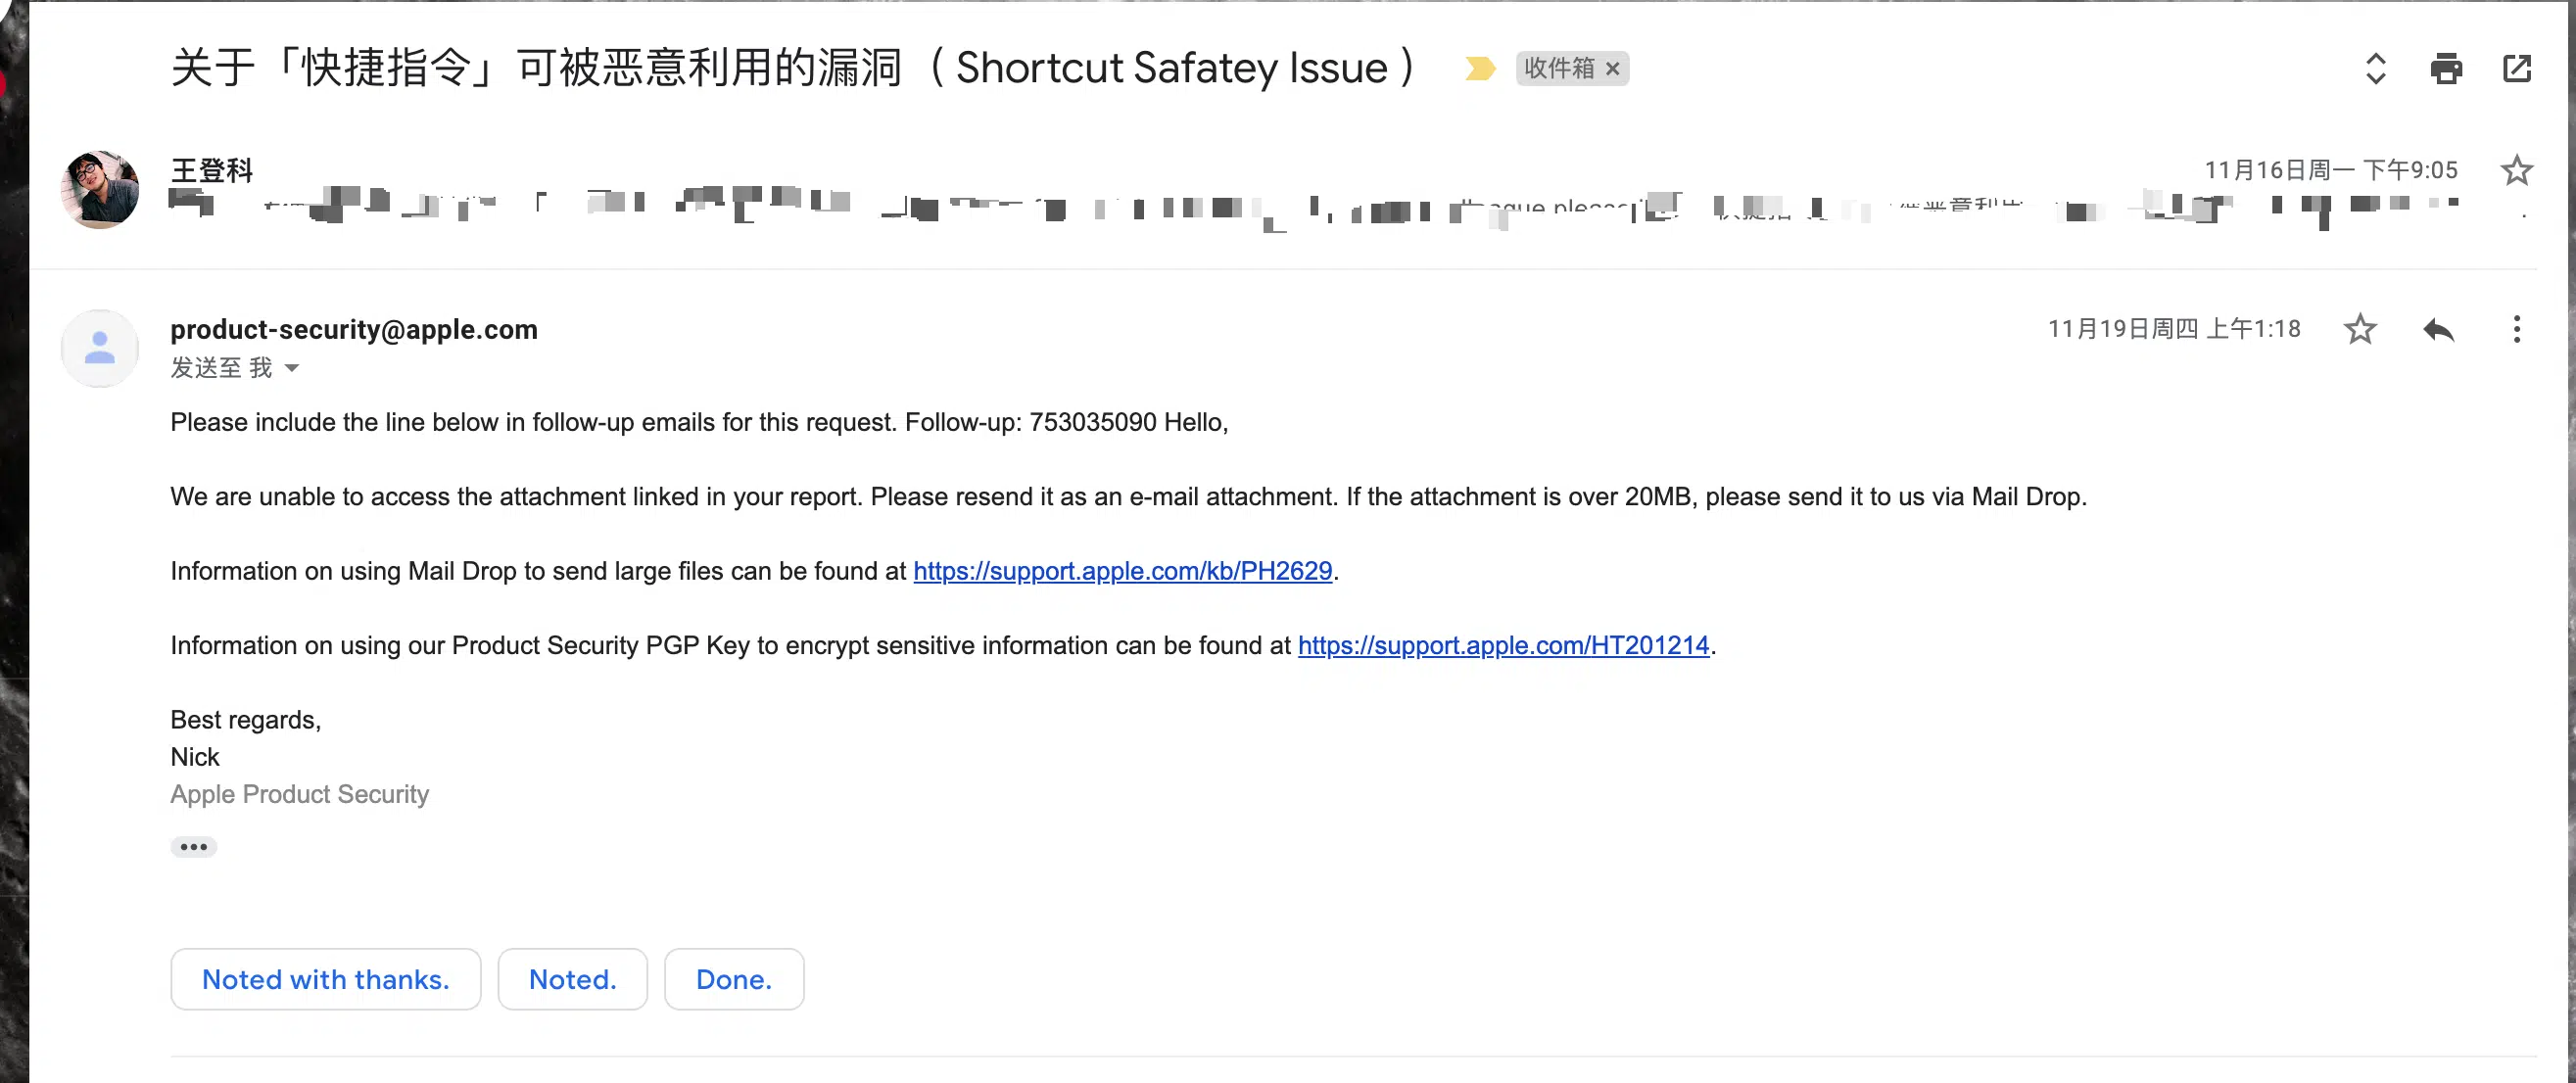 关于「快捷指令」可被恶意利用的漏洞（ Shortcut Safatey Issue ）
收件箱 ×
王登科
11月16日周一 下午9:05
product-security@apple.com
11月19日周四 上午1:18
发送至 我
Please include the line below in follow-up emails for this request. Follow-up: 753035090 Hello,
We are unable to access the attachment linked in your report. Please resend it as an e-mail attachment. If the attachment is over 20MB, please send it to us via Mail Drop.
Information on using Mail Drop to send large files can be found at https://support.apple.com/kb/PH2629.
Information on using our Product Security PGP Key to encrypt sensitive information can be found at https://support.apple.com/HT201214.
Best regards,
Nick
Apple Product Security
Noted with thanks.
Noted.
Done.